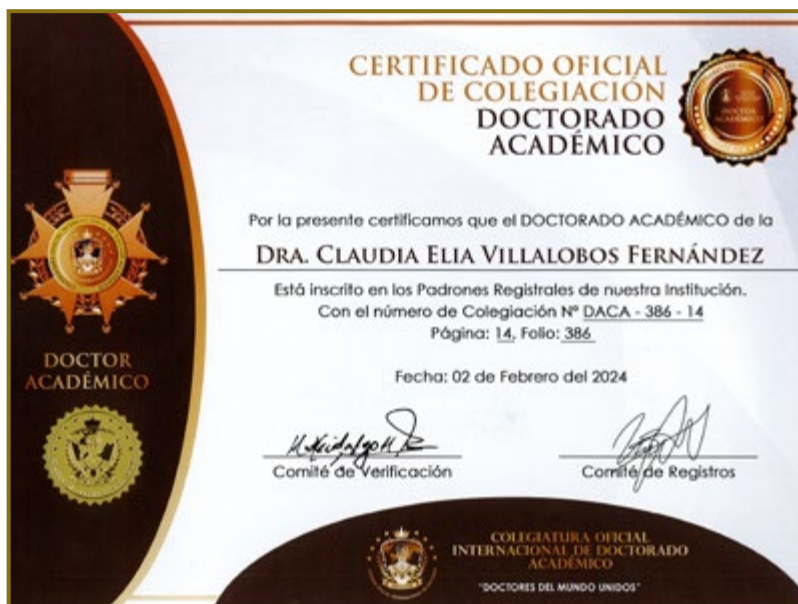 CERTIFICADO OFICIAL
DE COLEGIACIÓN
DOCTORADO
ACADÉMICO
DOCTOR
ACADÉMICO
Por la presente certificamos que el DOCTORADO ACADÉMICO de la
DRA. CLAUDIA ELIA VILLALOBOS FERNÁNDEZ
Está inscrito en los Padrones Registrales de nuestra Institución.
Con el número de Colegiación Nº DACA - 386 - 14
Página: 14, Folio: 386
Fecha: 02 de Febrero del 2024
DOCTOR
ACADÉMICO
Comité de Verificación
Comité de Registros
COLEGIATURA OFICIAL
INTERNACIONAL DE DOCTORADO
ACADÉMICO
"DOCTORES DEL MUNDO UNIDOS"